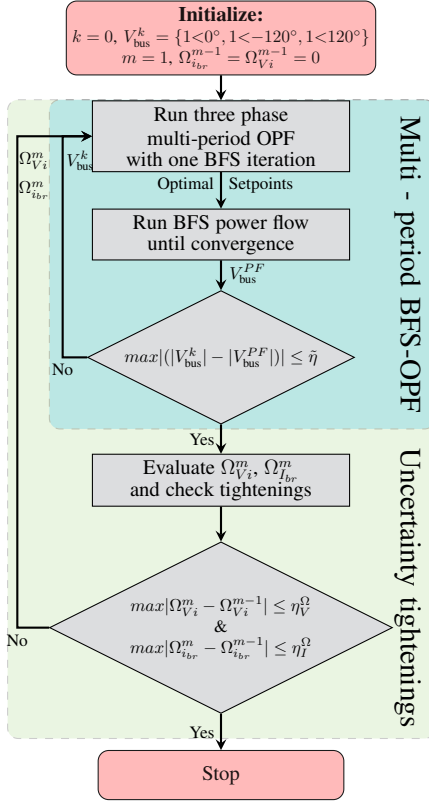 Initialize:
k = 0, V_bus^k = {1<0°, 1<−120°, 1<120°}
m = 1, Ω_{i_br}^{m−1} = Ω_{Vi}^{m−1} = 0
Run three phase
multi-period OPF
with one BFS iteration
Ω_{Vi}^m
V_bus^k
Ω_{i_br}^m
Optimal Setpoints
Run BFS power flow
until convergence
V_bus^{PF}
max|(|V_bus^k| − |V_bus^{PF}|)| ≤ η̃
No
Yes
Multi - period BFS-OPF
Evaluate Ω_{Vi}^m, Ω_{I_br}^m
and check tightenings
max|Ω_{Vi}^m − Ω_{Vi}^{m−1}| ≤ η_V^Ω
&
max|Ω_{i_br}^m − Ω_{i_br}^{m−1}| ≤ η_I^Ω
No
Yes
Uncertainty tightenings
Stop